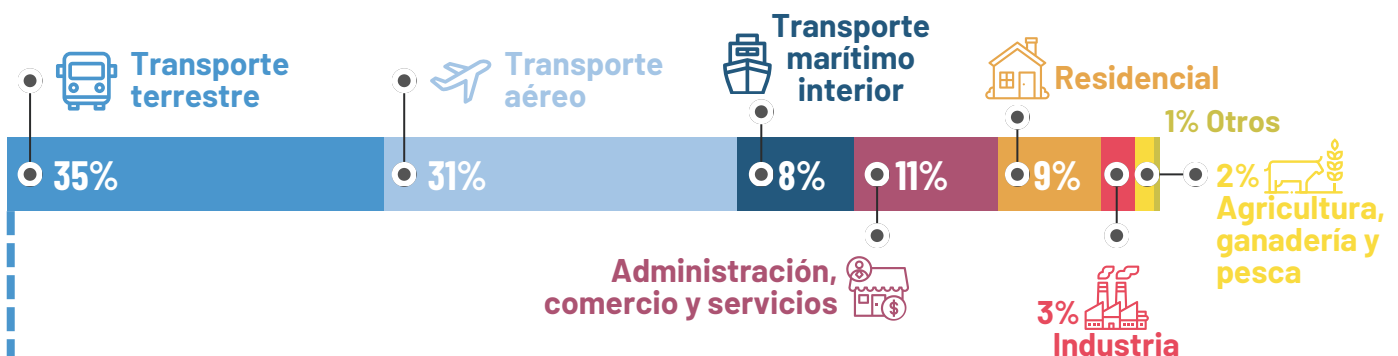 Transporte
terrestre
35%
Transporte
aéreo
31%
Transporte
marítimo
interior
8%
Administración,
comercio y servicios
$
11%
Residencial
9%
3%
Industria
1% Otros
2%
Agricultura,
ganadería y
pesca